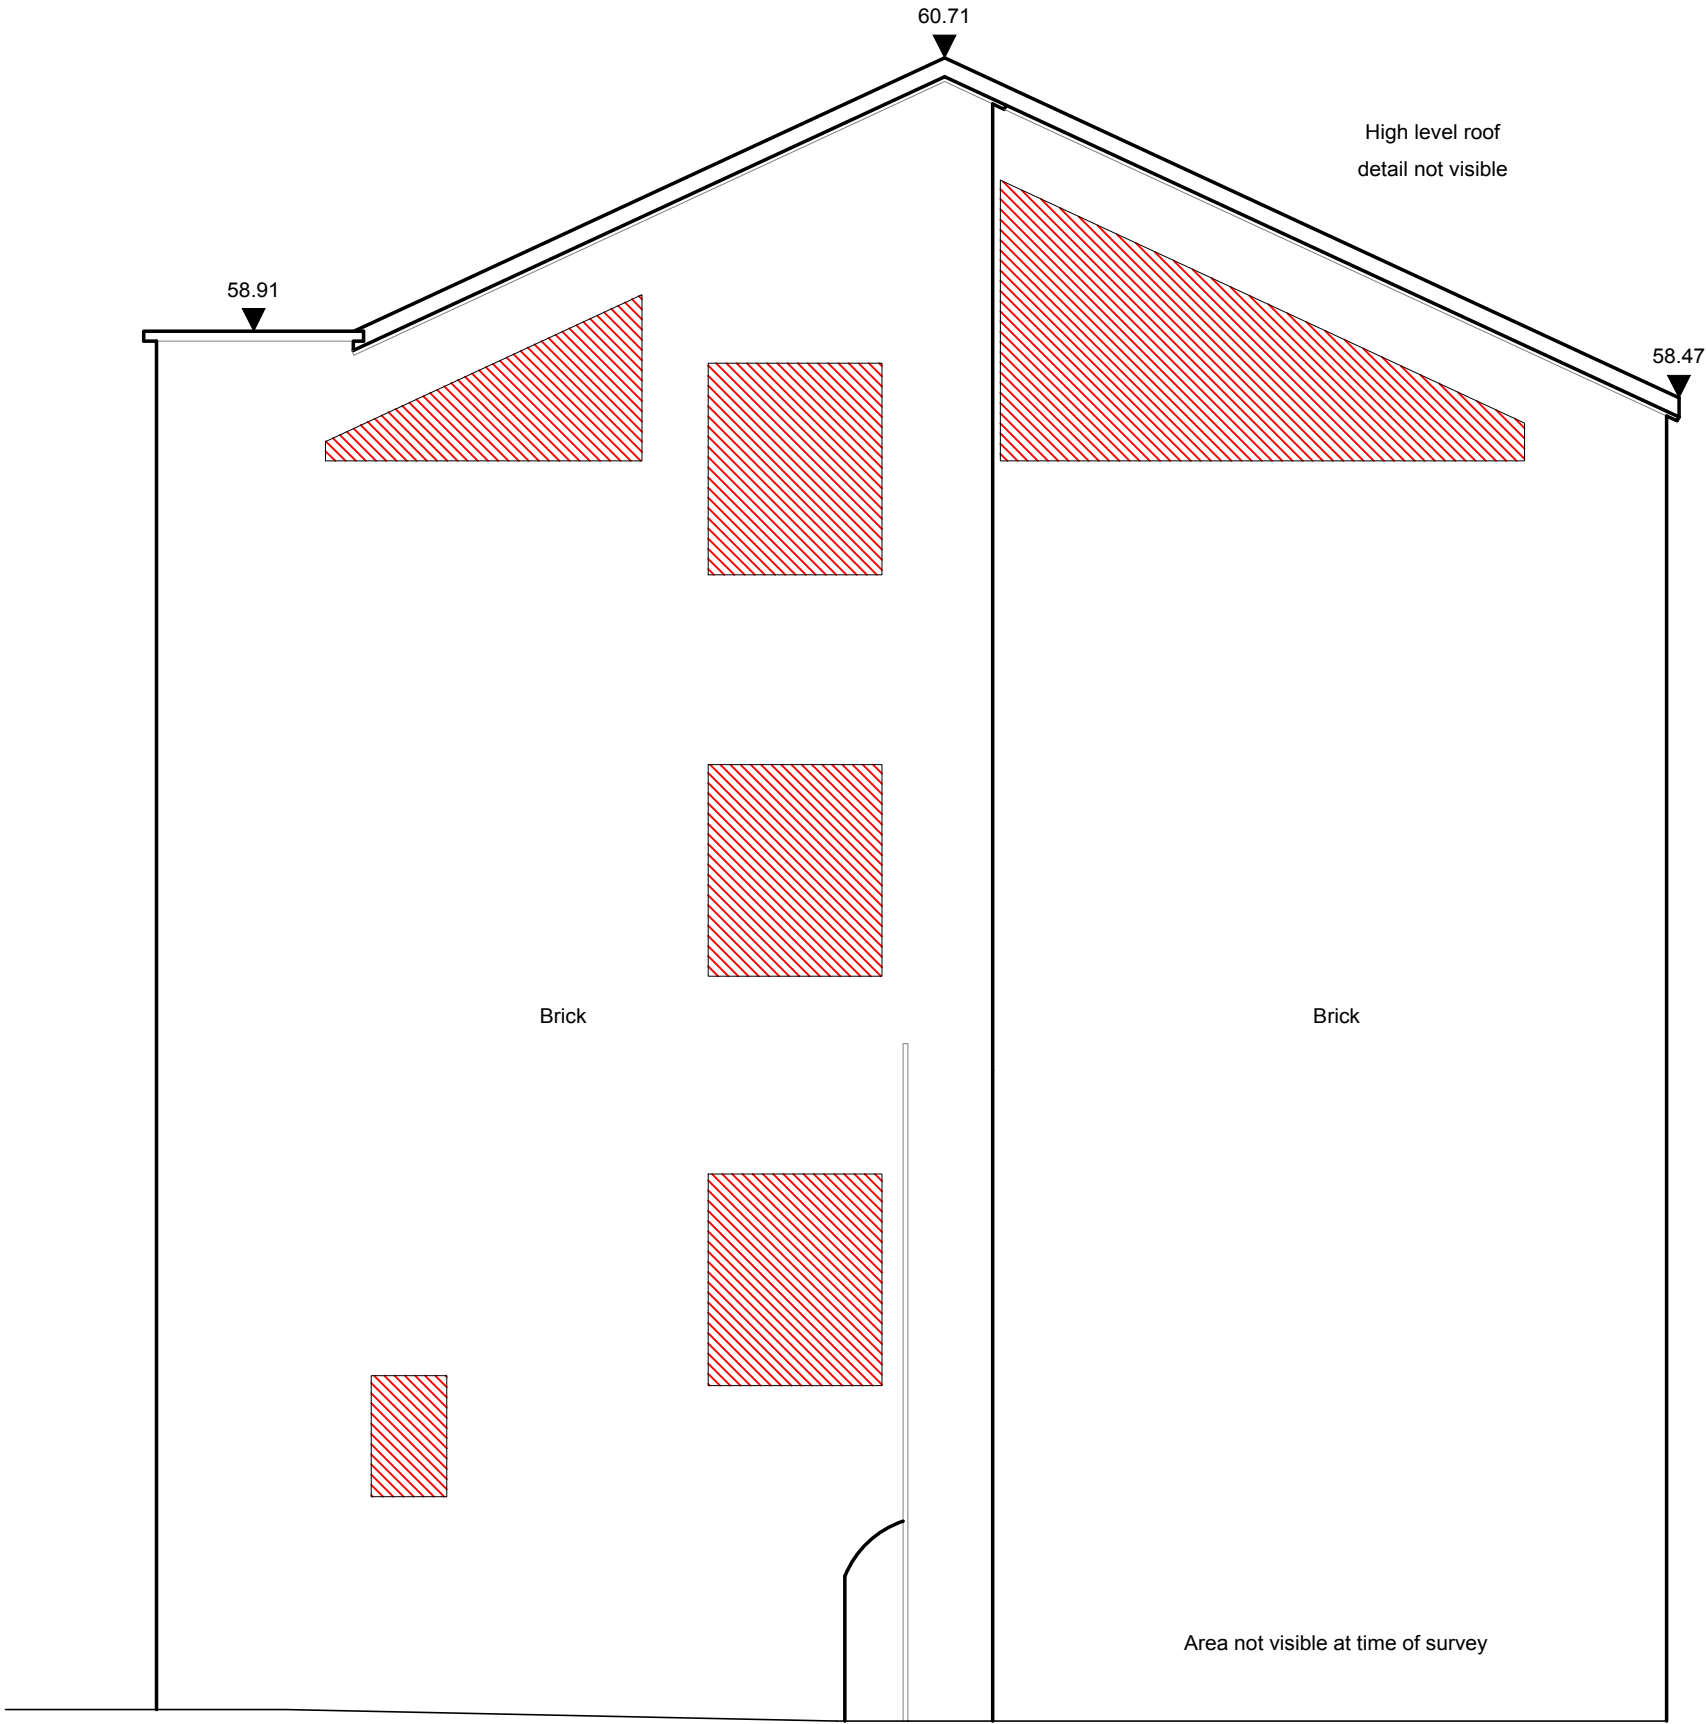 60.71
High level roof
detail not visible
58.91
58.47
Brick
Brick
Area not visible at time of survey